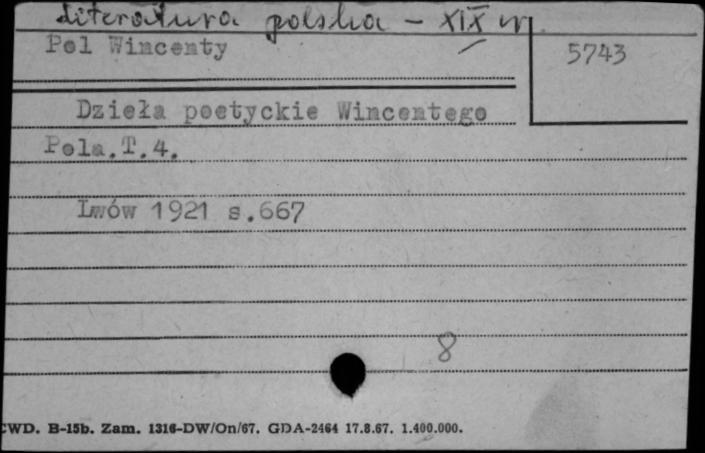 Literatura polska - XIX w
Pol Wincenty
5743
Dzieła poetyckie Wincentego
Pola.T.4.
Lwów 1921 s.667
8
CWD. B-15b. Zam. 1316-DW/On/67. GDA-2464 17.8.67. 1.400.000.